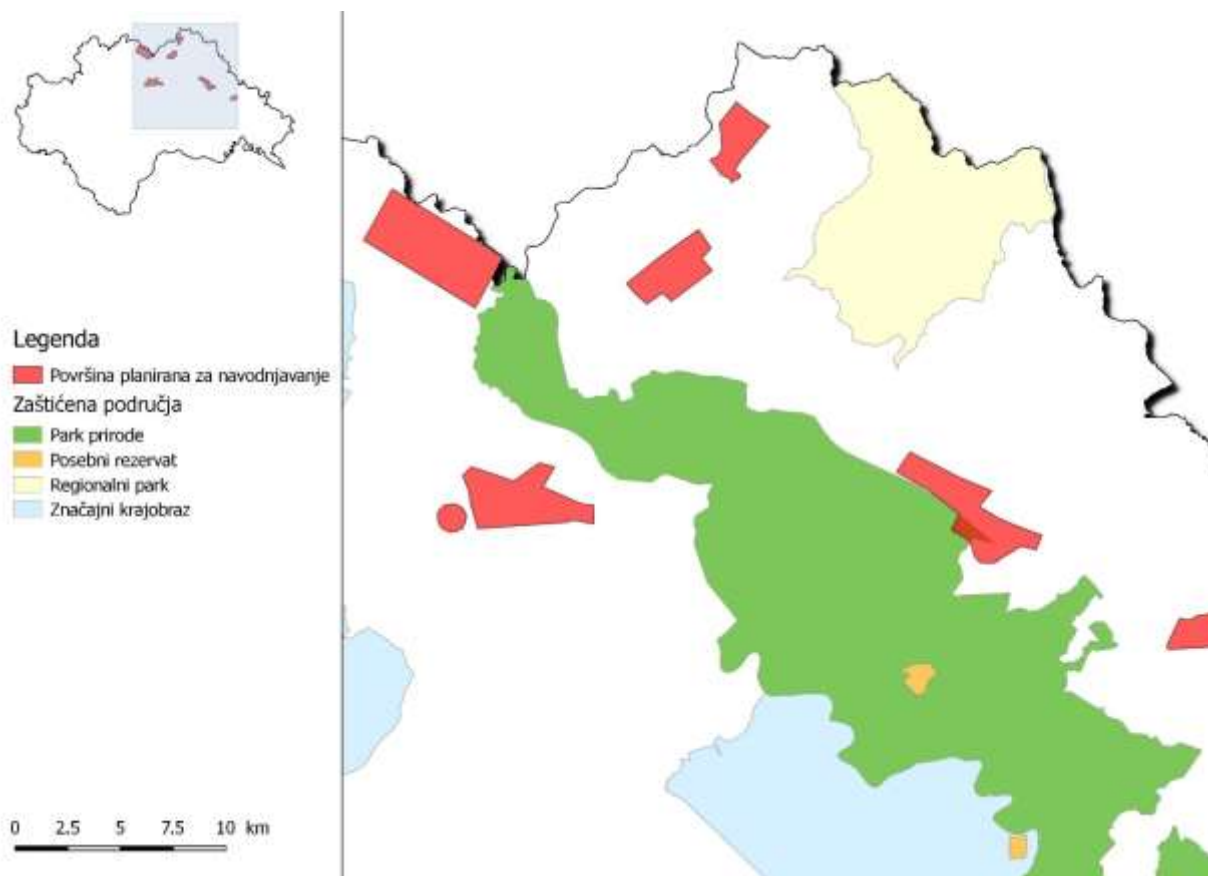 Legenda
Površina planirana za navodnjavanje
Zaštićena područja
Park prirode
Posebni rezervat
Regionalni park
Značajni krajobraz
0 2.5 5 7.5 10 km